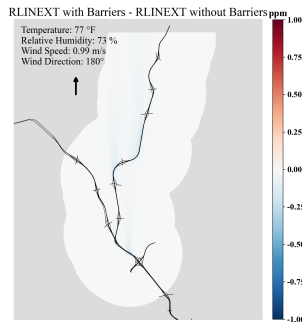 RLINEXT with Barriers - RLINEXT without Barriers
ppm
Temperature: 77 °F
Relative Humidity: 73 %
Wind Speed: 0.99 m/s
Wind Direction: 180°
1.00
0.75
0.50
0.25
0.00
-0.25
-0.50
-0.75
-1.00